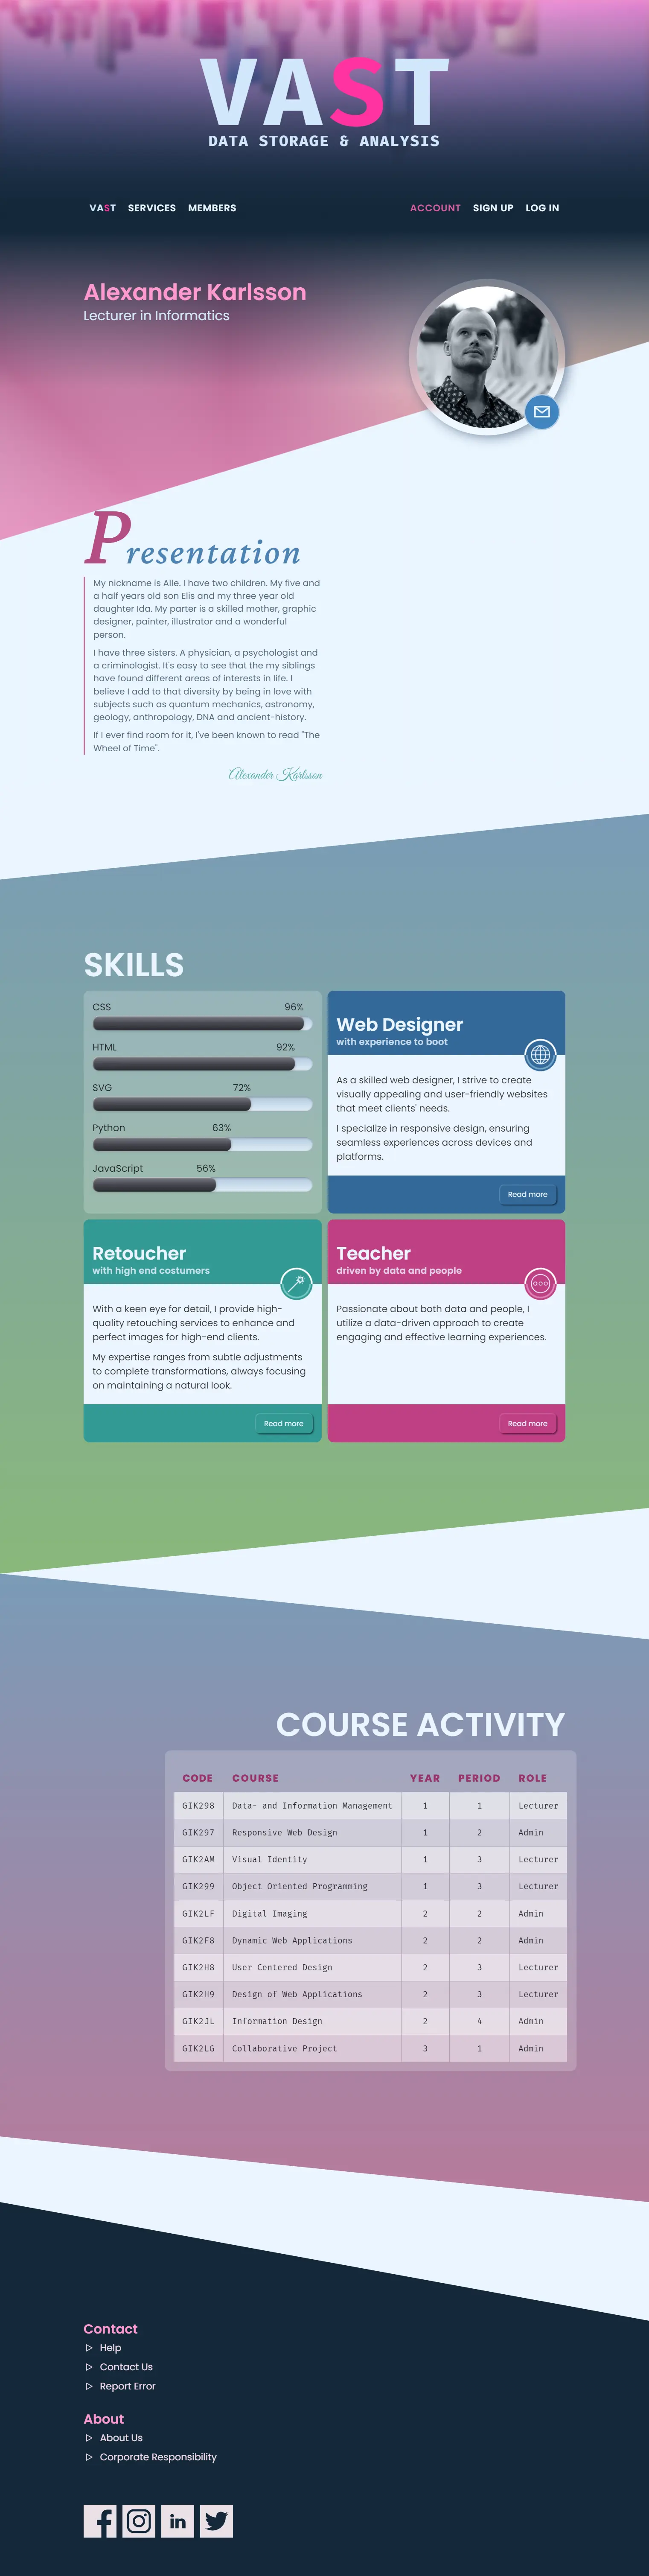 VAST
DATA STORAGE & ANALYSIS
VAST SERVICES MEMBERS
ACCOUNT SIGN UP LOG IN
Alexander Karlsson
Lecturer in Informatics
Presentation
My nickname is Alle. I have two children. My five and
a half years old son Elis and my three year old
daughter Ida. My parter is a skilled mother, graphic
designer, painter, illustrator and a wonderful
person.
I have three sisters. A physician, a psychologist and
a criminologist. It's easy to see that the my siblings
have found different areas of interests in life. I
believe I add to that diversity by being in love with
subjects such as quantum mechanics, astronomy,
geology, anthropology, DNA and ancient-history.
If I ever find room for it, I've been known to read "The
Wheel of Time".
Alexander Karlsson
SKILLS
CSS 96%
HTML 92%
SVG 72%
Python 63%
JavaScript 56%
Web Designer
with experience to boot
As a skilled web designer, I strive to create
visually appealing and user-friendly websites
that meet clients' needs.
I specialize in responsive design, ensuring
seamless experiences across devices and
platforms.
Read more
Retoucher
with high end costumers
With a keen eye for detail, I provide high-
quality retouching services to enhance and
perfect images for high-end clients.
My expertise ranges from subtle adjustments
to complete transformations, always focusing
on maintaining a natural look.
Read more
Teacher
driven by data and people
Passionate about both data and people, I
utilize a data-driven approach to create
engaging and effective learning experiences.
Read more
COURSE ACTIVITY
CODE COURSE YEAR PERIOD ROLE
GIK298 Data- and Information Management 1 1 Lecturer
GIK297 Responsive Web Design 1 2 Admin
GIK2AM Visual Identity 1 3 Lecturer
GIK299 Object Oriented Programming 1 3 Lecturer
GIK2LF Digital Imaging 2 2 Admin
GIK2F8 Dynamic Web Applications 2 2 Admin
GIK2H8 User Centered Design 2 3 Lecturer
GIK2H9 Design of Web Applications 2 3 Lecturer
GIK2JL Information Design 2 4 Admin
GIK2LG Collaborative Project 3 1 Admin
Contact
Help
Contact Us
Report Error
About
About Us
Corporate Responsibility